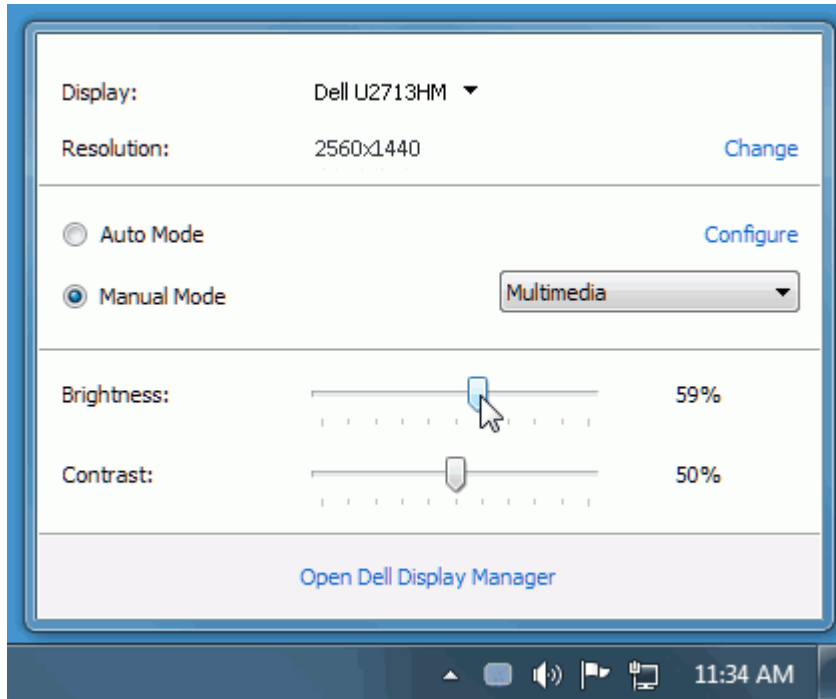 Display: Dell U2713HM
Resolution: 2560x1440 Change
Auto Mode Configure
Manual Mode Multimedia
Brightness: 59%
Contrast: 50%
Open Dell Display Manager
11:34 AM